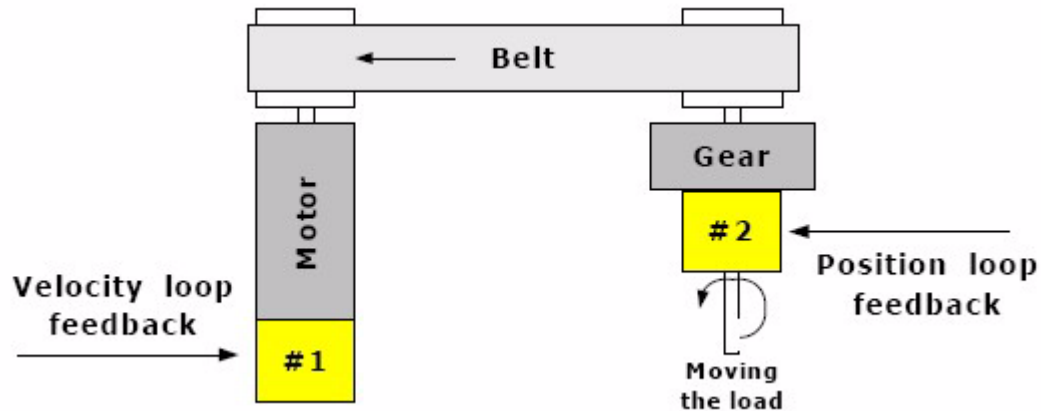 Belt
Motor
Gear
#2
Velocity loop
feedback
Position loop
feedback
#1
Moving
the load